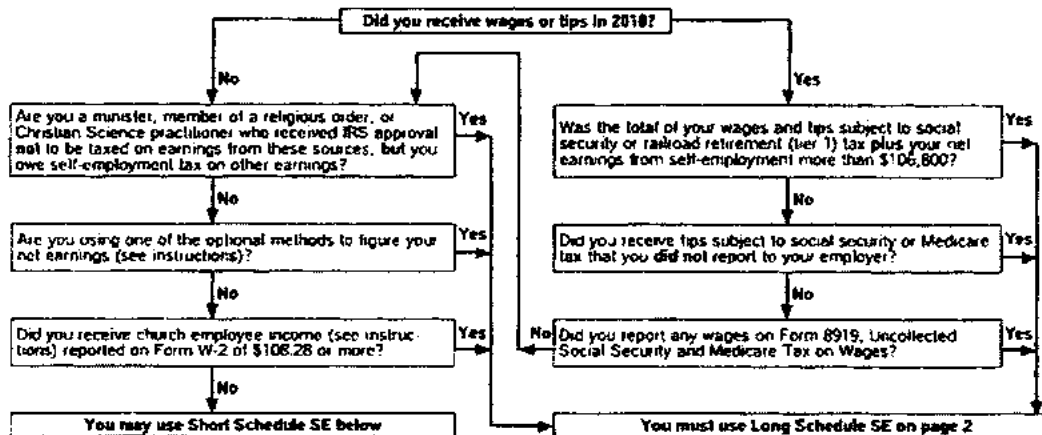 Did you receive wages or tips in 2010?
No
Yes
Are you a minister, member of a religious order, or
Christian Science practitioner who received IRS approval
not to be taxed on earnings from these sources, but you
owe self-employment tax on other earnings?
Yes
Was the total of your wages and tips subject to social
security or railroad retirement (tier 1) tax plus your net
earnings from self-employment more than $106,800?
Yes
No
No
Are you using one of the optional methods to figure your
net earnings (see instructions)?
Yes
Did you receive tips subject to social security or Medicare
tax that you did not report to your employer?
Yes
No
No
Did you receive church employee income (see instruc-
tions) reported on Form W-2 of $108.28 or more?
Yes
No
Did you report any wages on Form 8919, Uncollected
Social Security and Medicare Tax on Wages?
Yes
No
You may use Short Schedule SE below
You must use Long Schedule SE on page 2